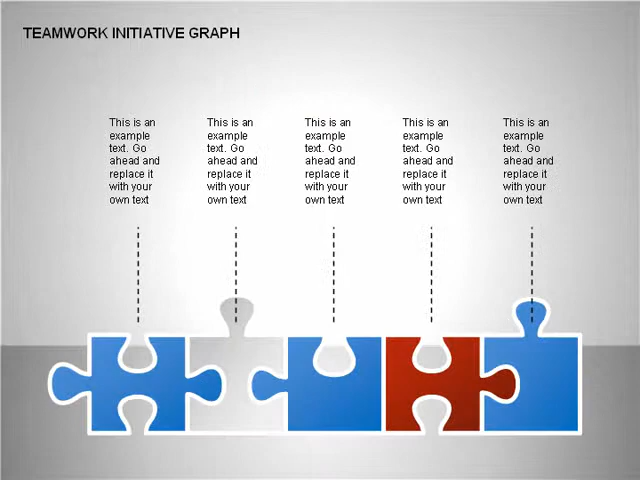 TEAMWORK INITIATIVE GRAPH
This is an
example
text. Go
ahead and
replace it
with your
own text
This is an
example
text. Go
ahead and
replace it
with your
own text
This is an
example
text. Go
ahead and
replace it
with your
own text
This is an
example
text. Go
ahead and
replace it
with your
own text
This is an
example
text. Go
ahead and
replace it
with your
own text